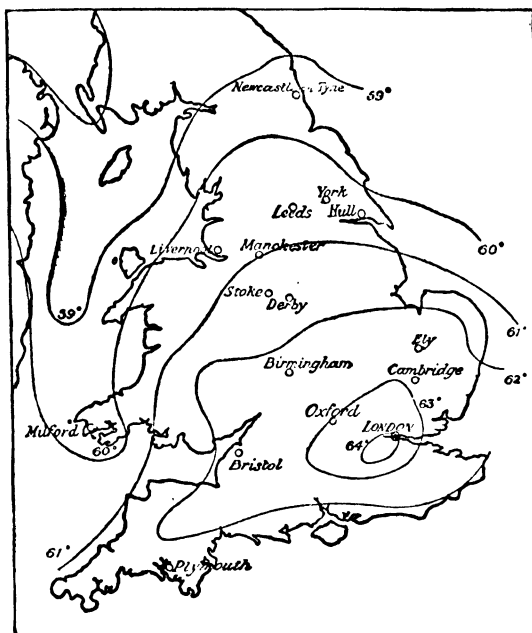 Newcastle on Tyne
59°
York
Leeds
Hull
Liverpool
Manchester
60°
Stoke
Derby
59°
61°
Ely
62°
Birmingham
Cambridge
63°
Oxford
LONDON
Milford
64°
60°
Bristol
61°
Plymouth